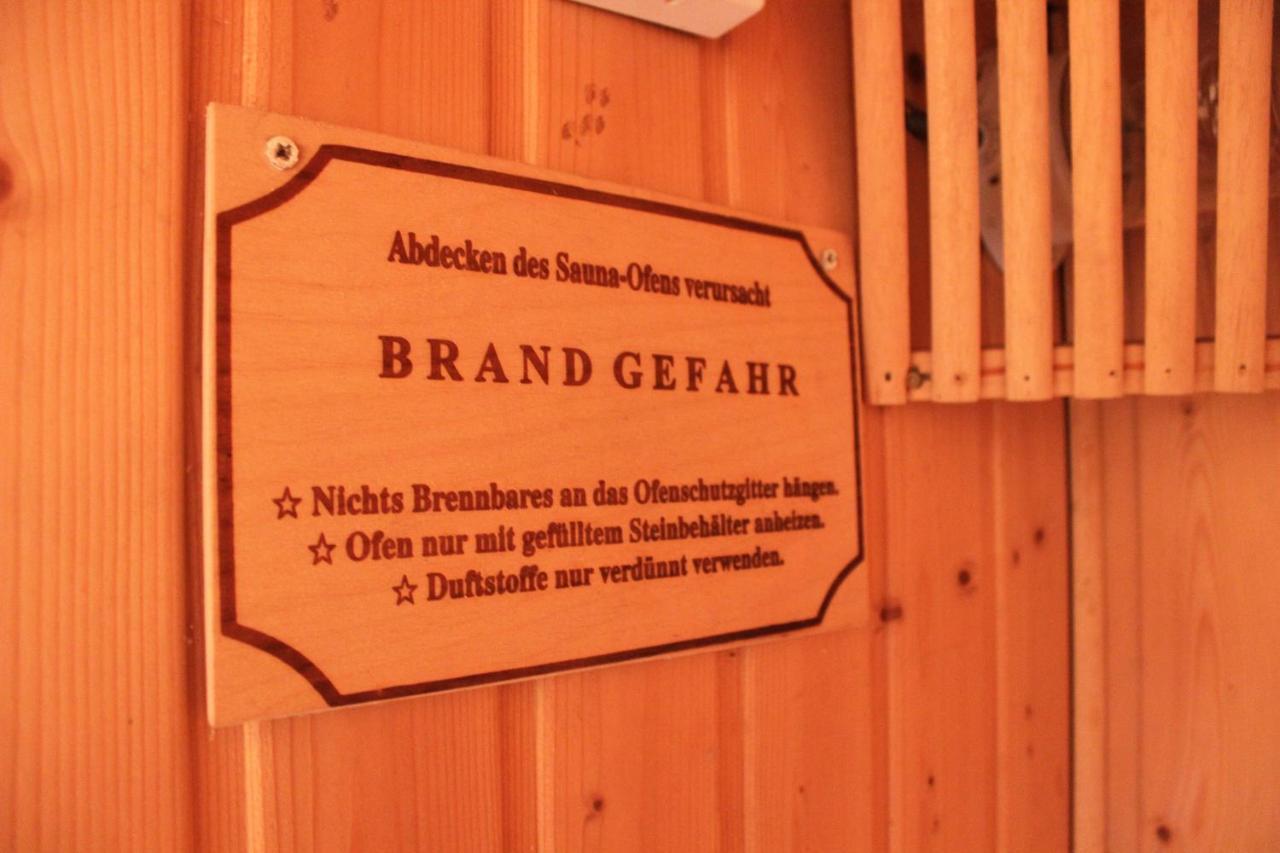 Abdecken des Sauna-Ofens verursacht
BRAND GEFAHR
☆ Nichts Brennbares an das Ofenschutzgitter hängen.
☆ Ofen nur mit gefülltem Steinbehälter anheizen.
☆ Duftstoffe nur verdünnt verwenden.